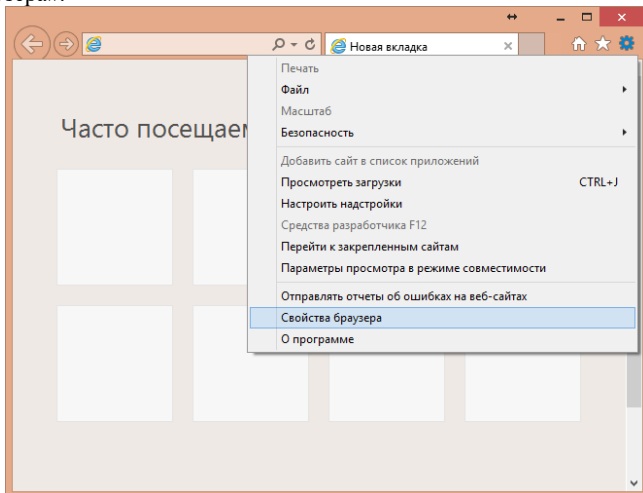 Новая вкладка
Часто посещаем
Печать
Файл
Масштаб
Безопасность
Добавить сайт в список приложений
Просмотреть загрузки CTRL+J
Настроить надстройки
Средства разработчика F12
Перейти к закрепленным сайтам
Параметры просмотра в режиме совместимости
Отправлять отчеты об ошибках на веб-сайтах
Свойства браузера
О программе